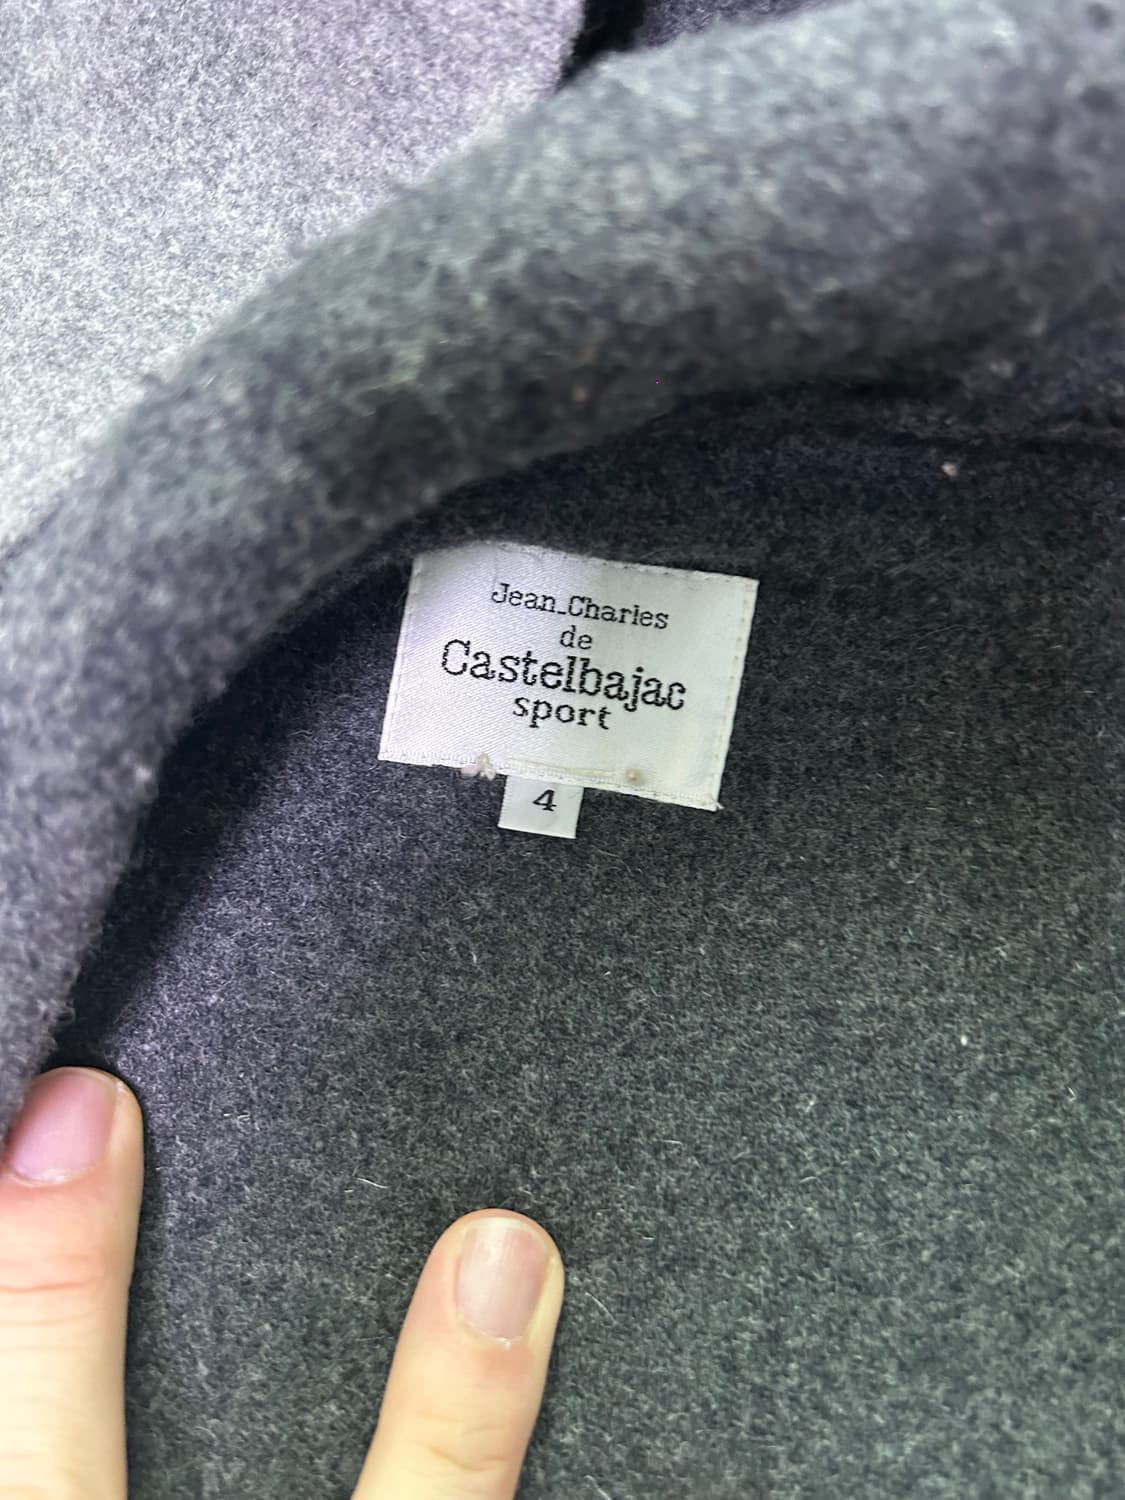 Jean_Charles
de
Castelbajac
sport
4